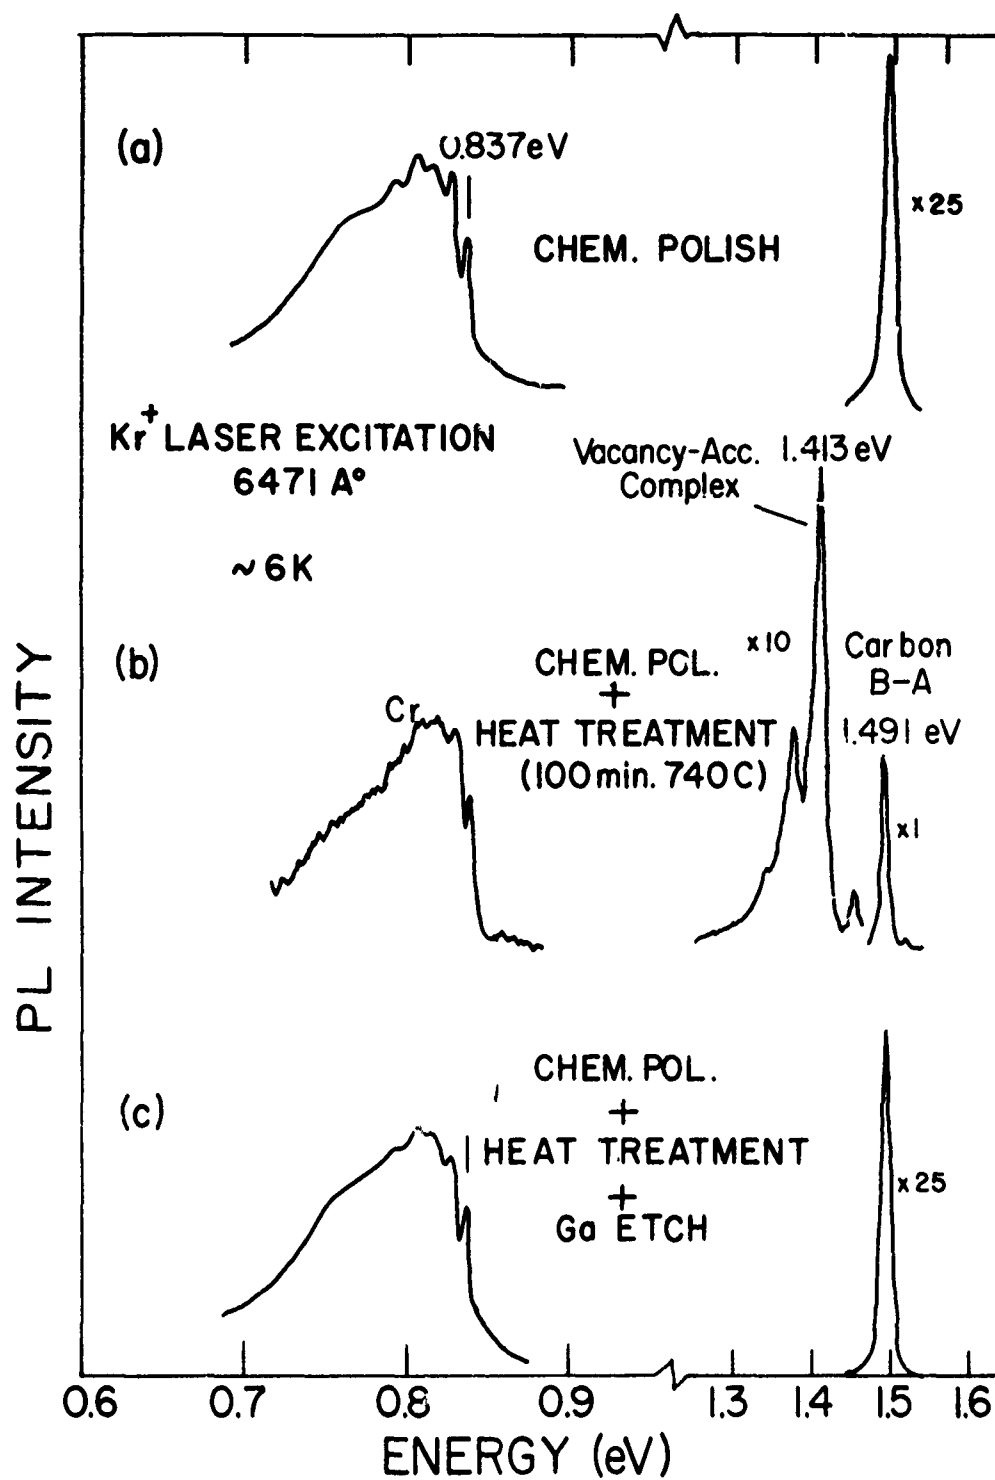 (a)
0.837eV
x25
CHEM. POLISH
Kr+ LASER EXCITATION
6471 A°
~6K
Vacancy-Acc.
Complex
1.413 eV
(b)
x10
Carbon
B-A
1.491 eV
x1
Cr
CHEM. POL.
+
HEAT TREATMENT
(100min. 740C)
(c)
CHEM. POL.
+
HEAT TREATMENT
+
Ga ETCH
x25
PL INTENSITY
0.6 0.7 0.8 0.9 1.3 1.4 1.5 1.6
ENERGY (eV)